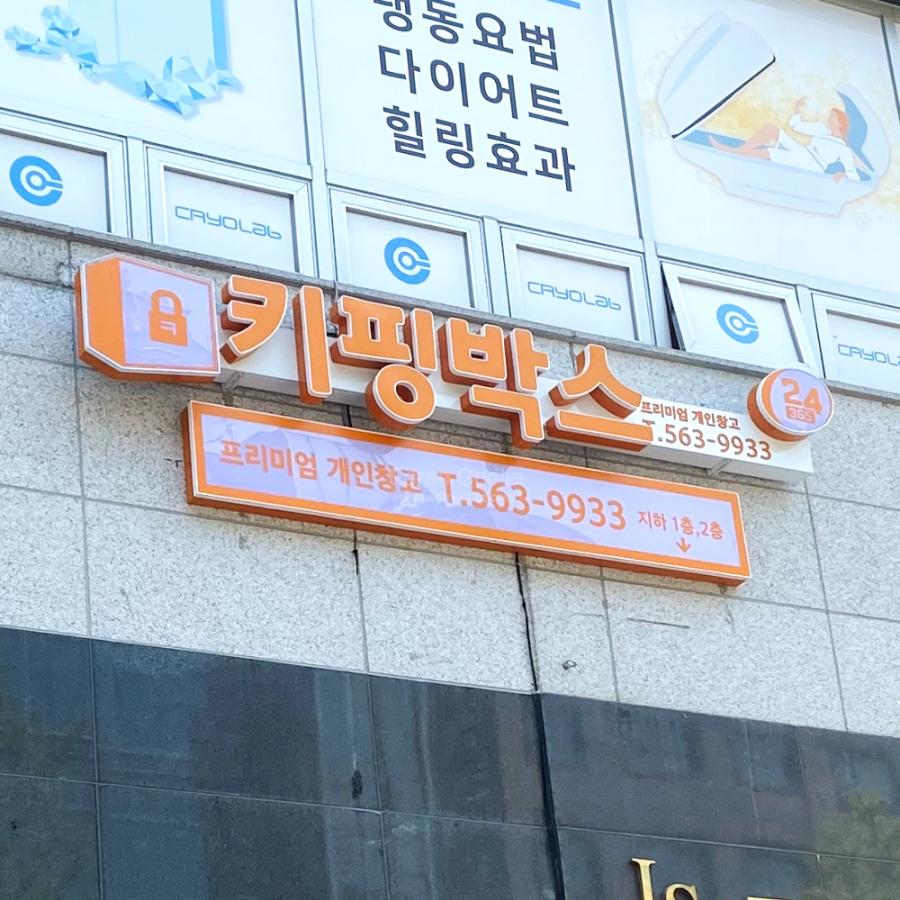 냉동요법
다이어트
힐링효과
CRYOLab
CRYOLab
키핑박스
프리미엄 개인창고
T.563-9933
24
365
프리미엄 개인창고 T.563-9933 지하 1층,2층
Is